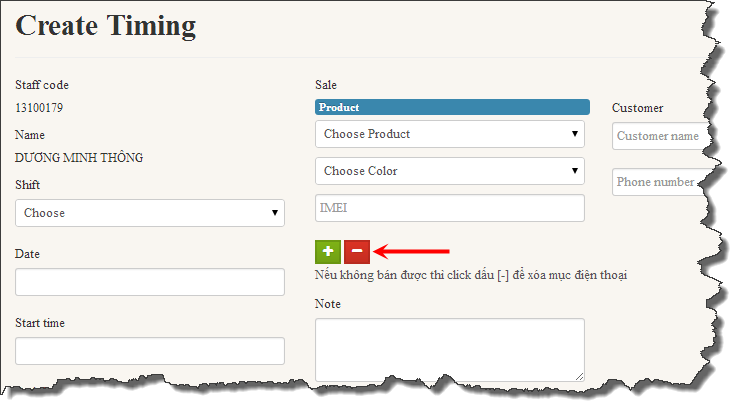 Create Timing
Staff code
13100179
Name
DƯƠNG MINH THÔNG
Shift
Choose
Date
Start time
Sale
Product
Choose Product
Choose Color
IMEI
+ -
Nếu không bán được thì click dấu [-] để xóa mục điện thoại
Note
Customer
Customer name
Phone number